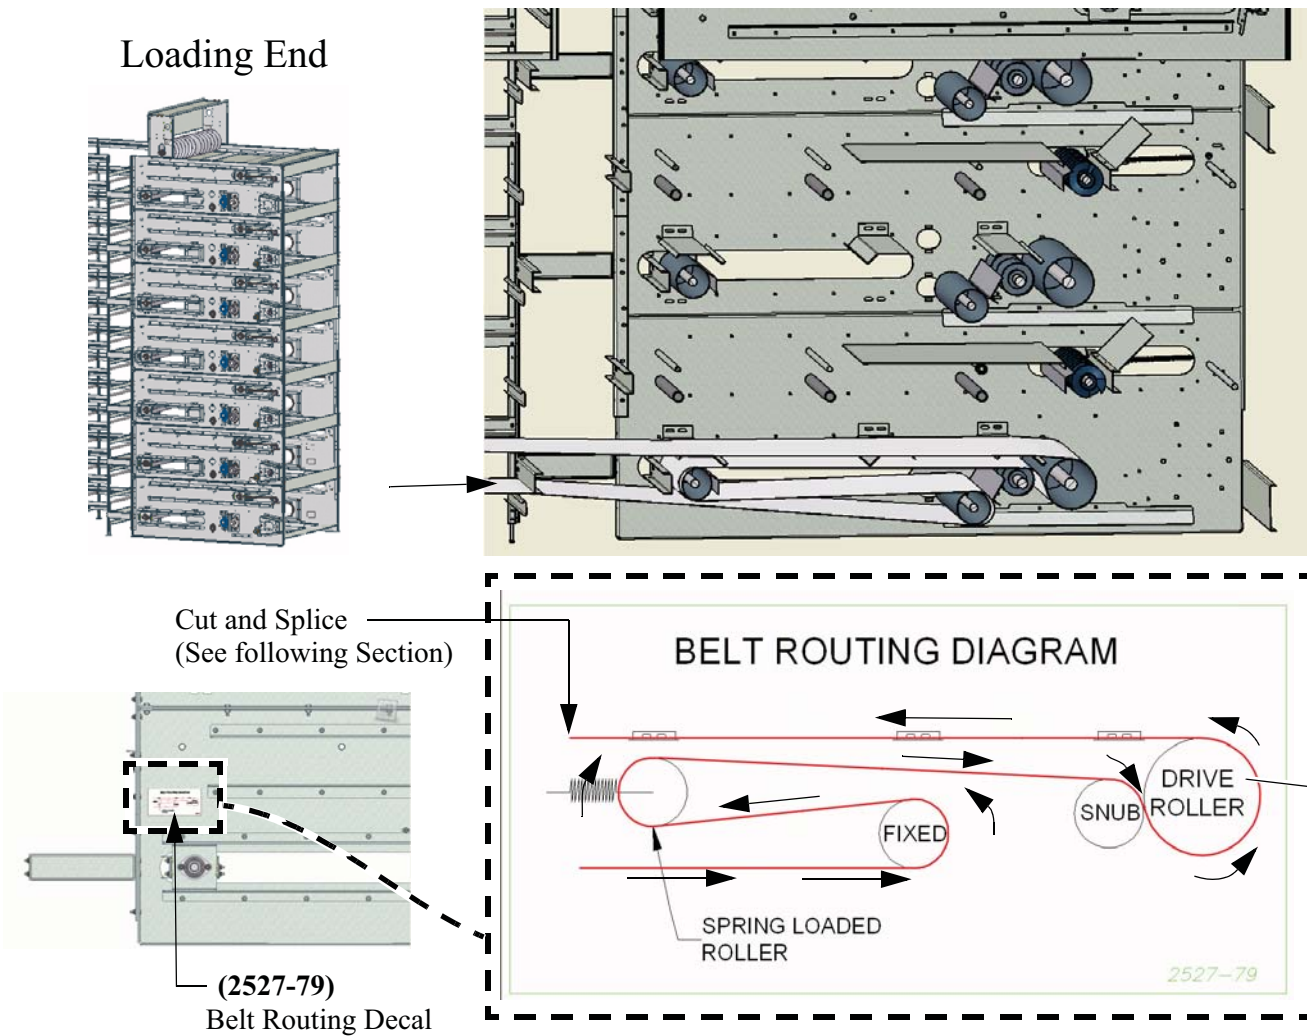 Loading End
Cut and Splice
(See following Section)
BELT ROUTING DIAGRAM
DRIVE
ROLLER
SNUB
FIXED
SPRING LOADED
ROLLER
2527-79
(2527-79)
Belt Routing Decal